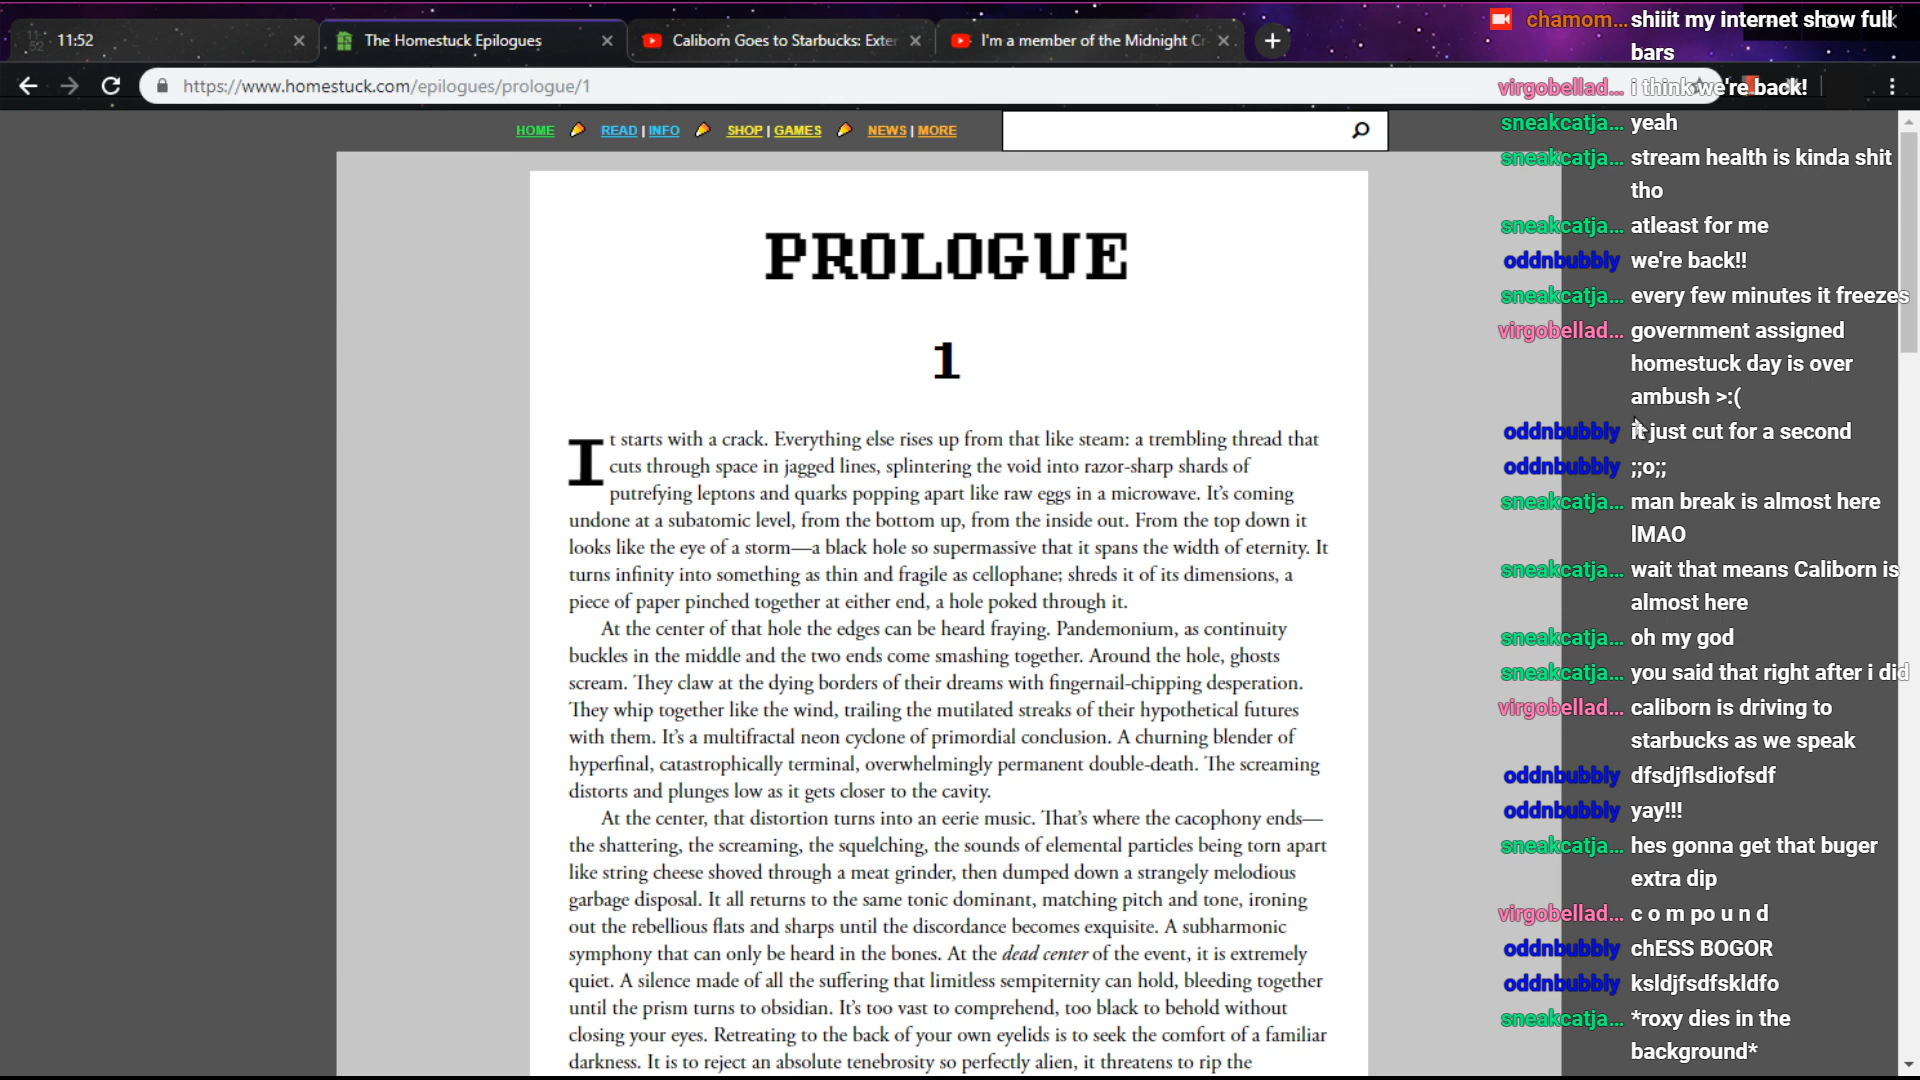 11:52
The Homestuck Epilogues
Caliborn Goes to Starbucks: Exte
I'm a member of the Midnight Cr
https://www.homestuck.com/epilogues/prologue/1
HOME READ | INFO SHOP | GAMES NEWS | MORE
PROLOGUE
1
It starts with a crack. Everything else rises up from that like steam: a trembling thread that
cuts through space in jagged lines, splintering the void into razor-sharp shards of
putrefying leptons and quarks popping apart like raw eggs in a microwave. It's coming
undone at a subatomic level, from the bottom up, from the inside out. From the top down it
looks like the eye of a storm—a black hole so supermassive that it spans the width of eternity. It
turns infinity into something as thin and fragile as cellophane; shreds it of its dimensions, a
piece of paper pinched together at either end, a hole poked through it.
At the center of that hole the edges can be heard fraying. Pandemonium, as continuity
buckles in the middle and the two ends come smashing together. Around the hole, ghosts
scream. They claw at the dying borders of their dreams with fingernail-chipping desperation.
They whip together like the wind, trailing the mutilated streaks of their hypothetical futures
with them. It's a multifractal neon cyclone of primordial conclusion. A churning blender of
hyperfinal, catastrophically terminal, overwhelmingly permanent double-death. The screaming
distorts and plunges low as it gets closer to the cavity.
At the center, that distortion turns into an eerie music. That's where the cacophony ends—
the shattering, the screaming, the squelching, the sounds of elemental particles being torn apart
like string cheese shoved through a meat grinder, then dumped down a strangely melodious
garbage disposal. It all returns to the same tonic dominant, matching pitch and tone, ironing
out the rebellious flats and sharps until the discordance becomes exquisite. A subharmonic
symphony that can only be heard in the bones. At the dead center of the event, it is extremely
quiet. A silence made of all the suffering that limitless sempiternity can hold, bleeding together
until the prism turns to obsidian. It's too vast to comprehend, too black to behold without
closing your eyes. Retreating to the back of your own eyelids is to seek the comfort of a familiar
darkness. It is to reject an absolute tenebrosity so perfectly alien, it threatens to rip the
chamom... shiiit my internet show full
bars
virgobellad... i think we're back!
sneakcatja... yeah
sneakcatja... stream health is kinda shit
tho
sneakcatja... atleast for me
oddnbubbly we're back!!
sneakcatja... every few minutes it freezes
virgobellad... government assigned
homestuck day is over
ambush >:(
oddnbubbly it just cut for a second
oddnbubbly ;;o;;
sneakcatja... man break is almost here
lMAO
sneakcatja... wait that means Caliborn is
almost here
sneakcatja... oh my god
sneakcatja... you said that right after i did
virgobellad... caliborn is driving to
starbucks as we speak
oddnbubbly dfsdjflsdiofsdf
oddnbubbly yay!!!
sneakcatja... hes gonna get that buger
extra dip
virgobellad... c o m po u n d
oddnbubbly chESS BOGOR
oddnbubbly ksldjfsdfskldfo
sneakcatja... *roxy dies in the
background*